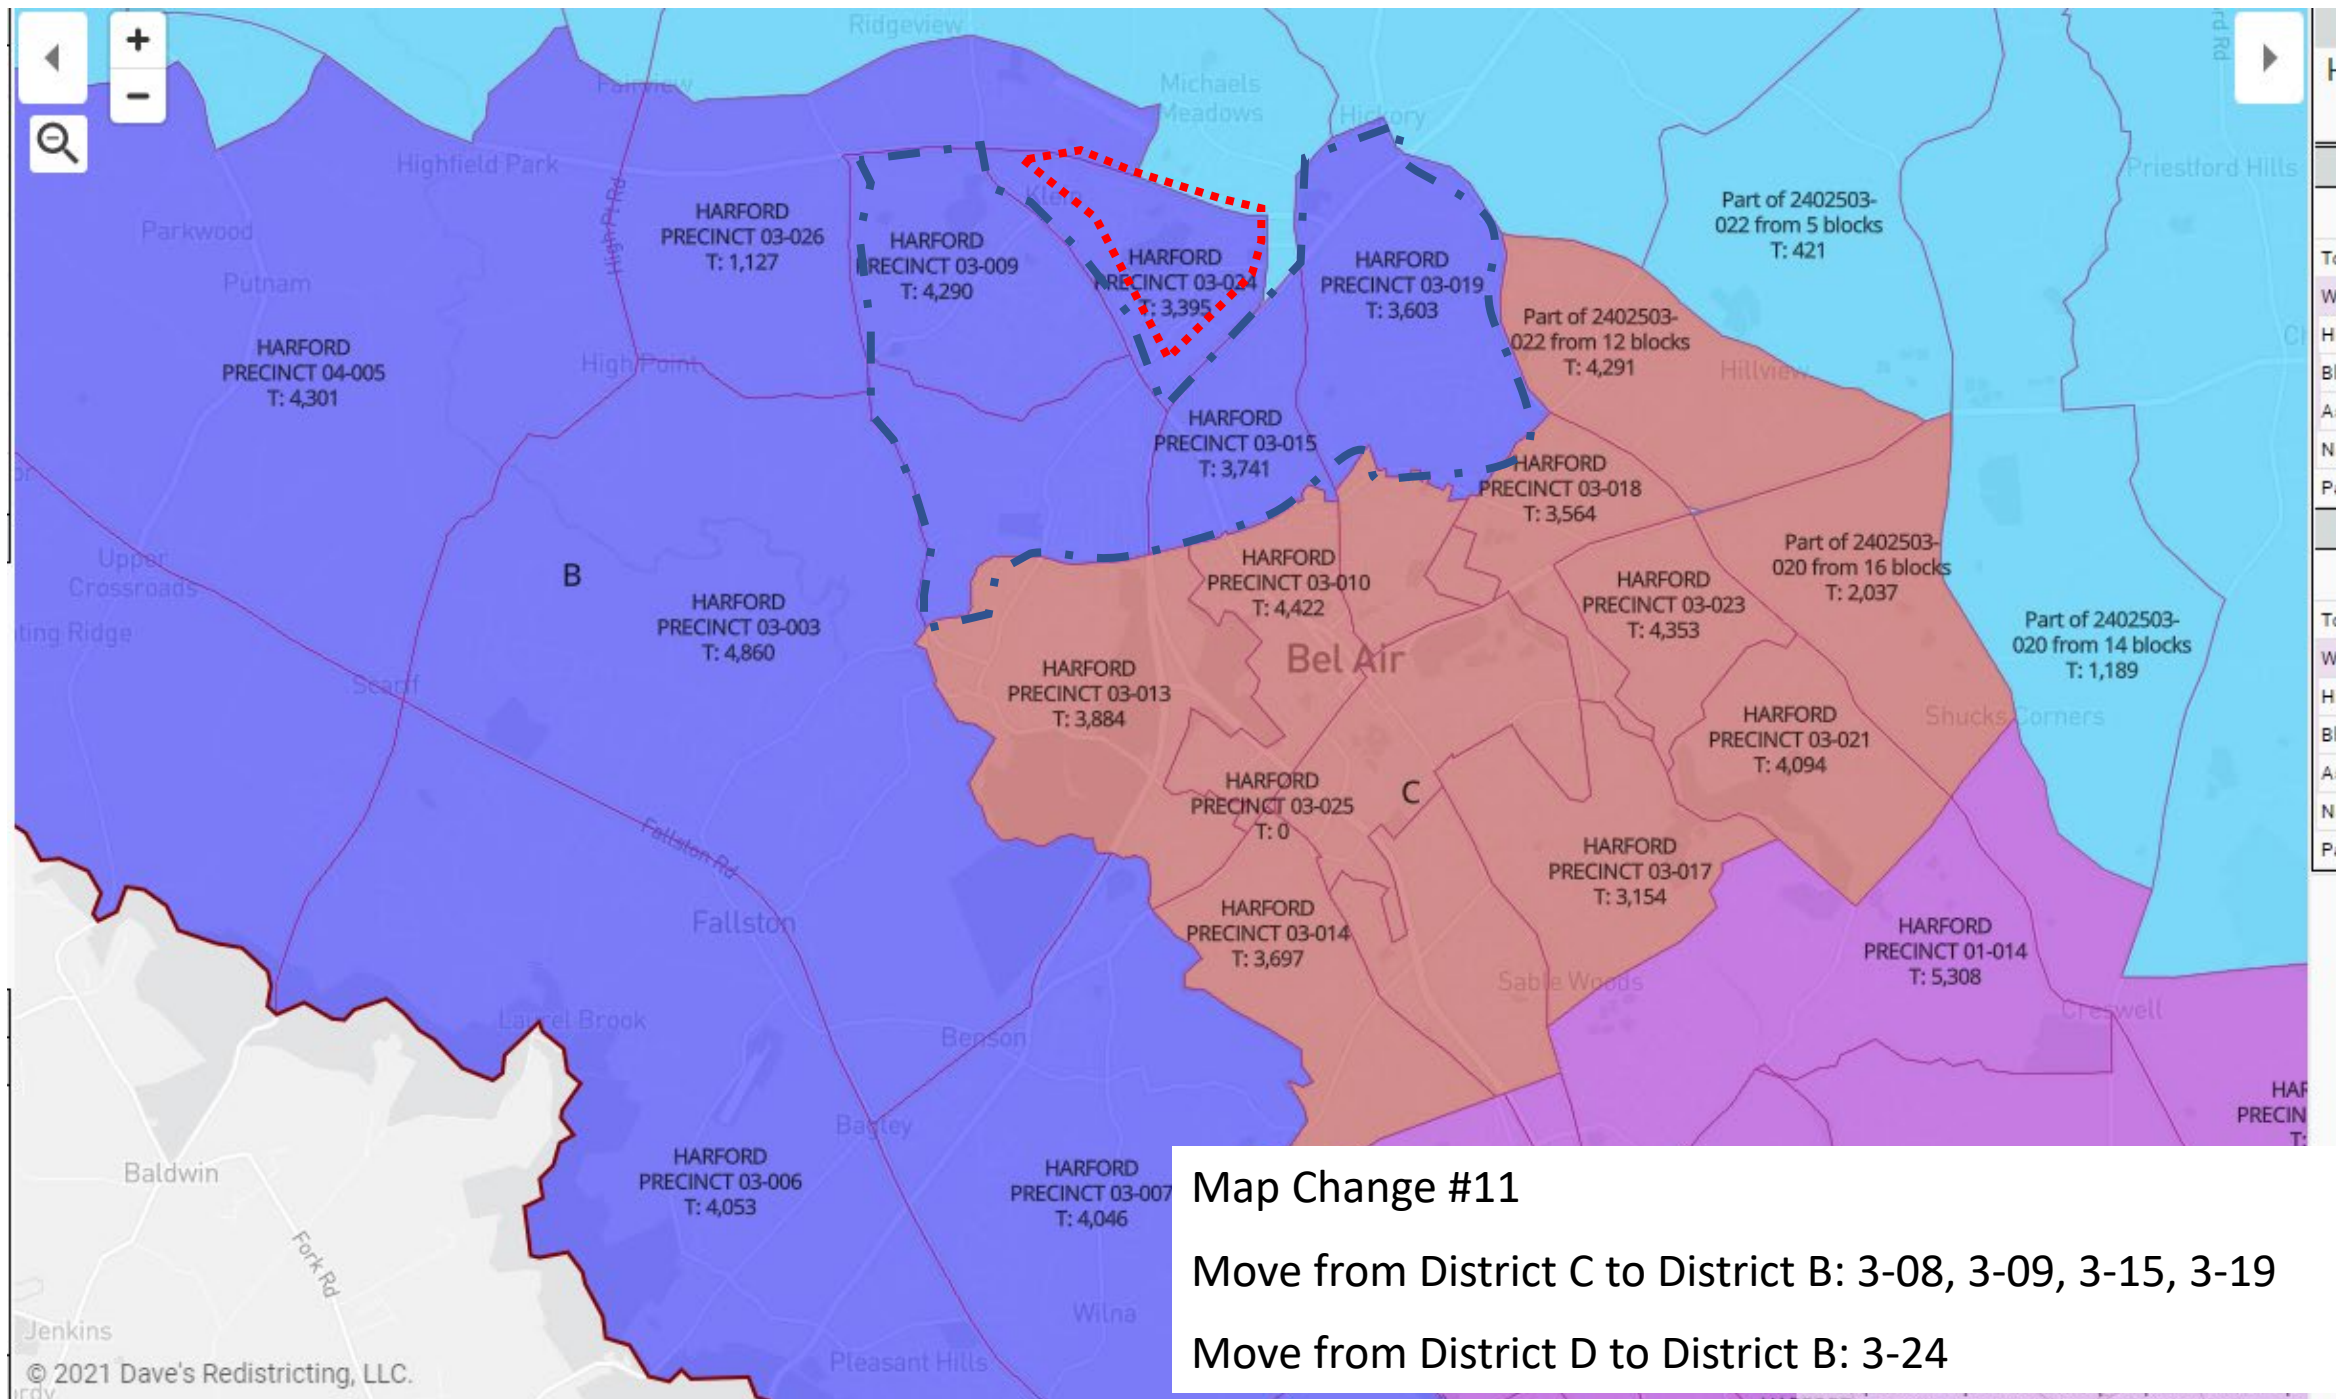 Ridgeview
Fairview
Michaels
Meadows
Hickory
Highfield Park
Priestford Hills
High Pt Rd
Parkwood
Putnam
Klein
HARFORD
PRECINCT 03-026
T: 1,127
HARFORD
PRECINCT 03-009
T: 4,290
HARFORD
PRECINCT 03-024
T: 3,395
HARFORD
PRECINCT 03-019
T: 3,603
Part of 2402503-
022 from 5 blocks
T: 421
Part of 2402503-
022 from 12 blocks
T: 4,291
Hillview
HARFORD
PRECINCT 04-005
T: 4,301
High Point
HARFORD
PRECINCT 03-015
T: 3,741
HARFORD
PRECINCT 03-018
T: 3,564
Upper
Crossroads
B
HARFORD
PRECINCT 03-003
T: 4,860
HARFORD
PRECINCT 03-010
T: 4,422
HARFORD
PRECINCT 03-023
T: 4,353
Part of 2402503-
020 from 16 blocks
T: 2,037
Part of 2402503-
020 from 14 blocks
T: 1,189
ting Ridge
Scarff
Bel Air
HARFORD
PRECINCT 03-013
T: 3,884
HARFORD
PRECINCT 03-021
T: 4,094
Shucks Corners
HARFORD
PRECINCT 03-025
T: 0
C
Fallston Rd
Fallston
HARFORD
PRECINCT 03-017
T: 3,154
HARFORD
PRECINCT 03-014
T: 3,697
HARFORD
PRECINCT 01-014
T: 5,308
Sable Woods
Creswell
Laurel Brook
Benson
Bagley
HAR
PRECIN
T:
Baldwin
Fork Rd
HARFORD
PRECINCT 03-006
T: 4,053
HARFORD
PRECINCT 03-007
T: 4,046
Wilna
Jenkins
Pleasant Hills
© 2021 Dave's Redistricting, LLC.
Map Change #11
Move from District C to District B: 3-08, 3-09, 3-15, 3-19
Move from District D to District B: 3-24